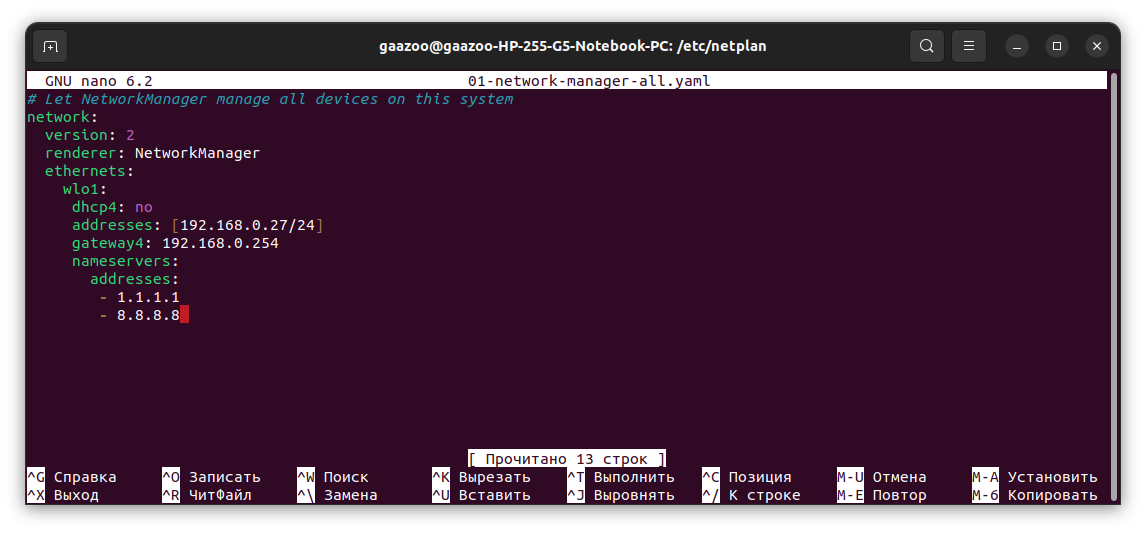 gaazoo@gaazoo-HP-255-G5-Notebook-PC: /etc/netplan
GNU nano 6.2 01-network-manager-all.yaml
# Let NetworkManager manage all devices on this system
network:
  version: 2
  renderer: NetworkManager
  ethernets:
    wlo1:
     dhcp4: no
     addresses: [192.168.0.27/24]
     gateway4: 192.168.0.254
     nameservers:
       addresses:
        - 1.1.1.1
        - 8.8.8.8
[ Прочитано 13 строк ]
^G Справка ^O Записать ^W Поиск ^K Вырезать ^T Выполнить ^C Позиция M-U Отмена M-A Установить
^X Выход ^R ЧитФайл ^\ Замена ^U Вставить ^J Выровнять ^/ К строке M-E Повтор M-6 Копировать